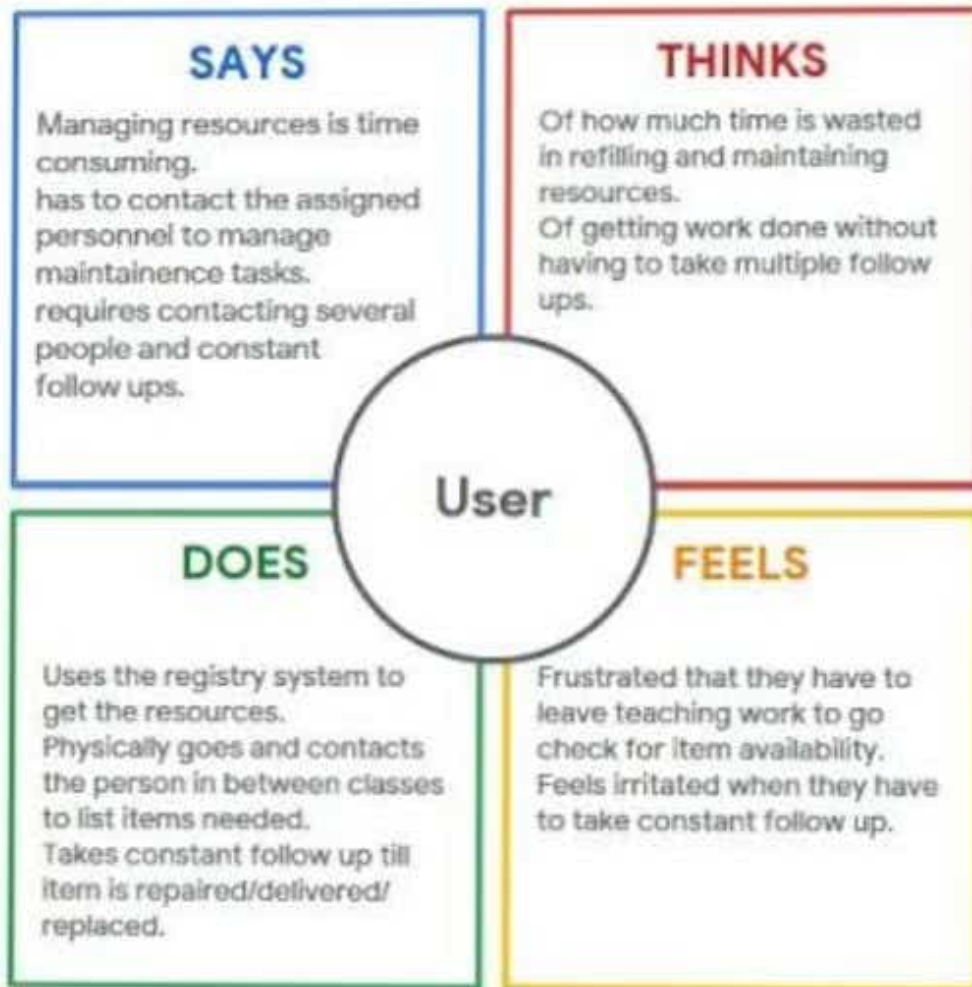 SAYS
Managing resources is time
consuming.
has to contact the assigned
personnel to manage
maintainence tasks.
requires contacting several
people and constant
follow ups.
THINKS
Of how much time is wasted
in refilling and maintaining
resources.
Of getting work done without
having to take multiple follow
ups.
User
DOES
Uses the registry system to
get the resources.
Physically goes and contacts
the person in between classes
to list items needed.
Takes constant follow up till
item is repaired/delivered/
replaced.
FEELS
Frustrated that they have to
leave teaching work to go
check for item availability.
Feels irritated when they have
to take constant follow up.